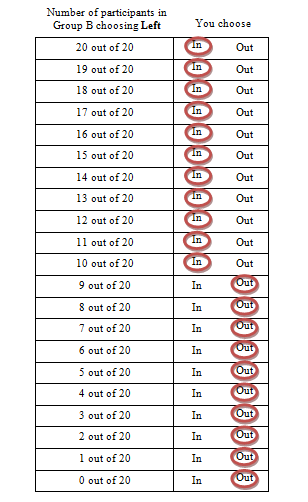 Number of participants in
Group B choosing Left You choose
20 out of 20 In Out
19 out of 20 In Out
18 out of 20 In Out
17 out of 20 In Out
16 out of 20 In Out
15 out of 20 In Out
14 out of 20 In Out
13 out of 20 In Out
12 out of 20 In Out
11 out of 20 In Out
10 out of 20 In Out
9 out of 20 In Out
8 out of 20 In Out
7 out of 20 In Out
6 out of 20 In Out
5 out of 20 In Out
4 out of 20 In Out
3 out of 20 In Out
2 out of 20 In Out
1 out of 20 In Out
0 out of 20 In Out